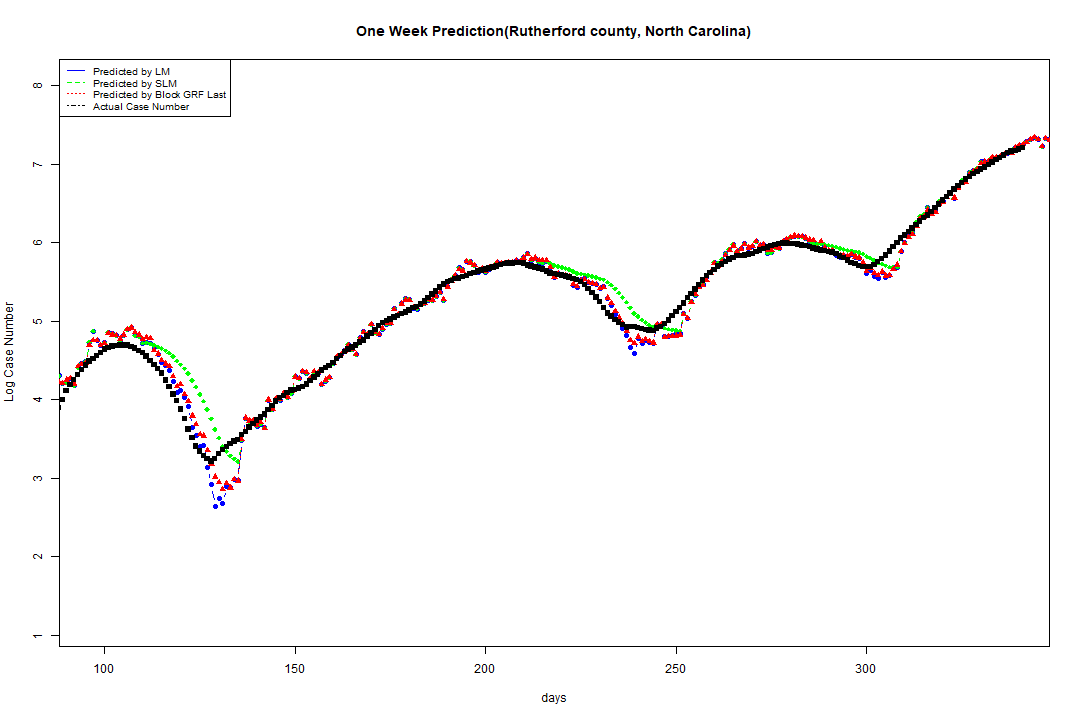 One Week Prediction(Rutherford county, North Carolina)
Predicted by LM
Predicted by SLM
Predicted by Block GRF Last
Actual Case Number
8
7
6
5
4
3
2
1
Log Case Number
100 150 200 250 300
days